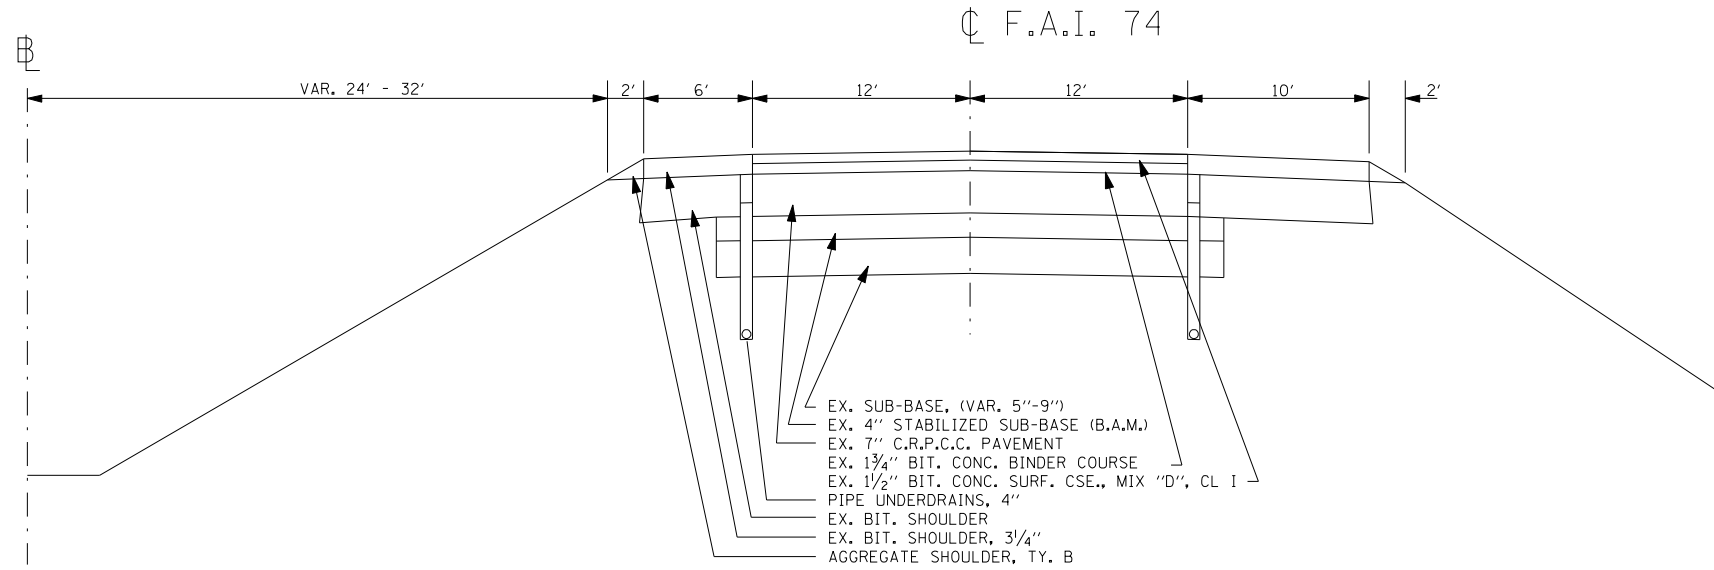 ℄ F.A.I. 74
B
VAR. 24' - 32' 2' 6' 12' 12' 10' 2'
EX. SUB-BASE, (VAR. 5''-9'')
EX. 4'' STABILIZED SUB-BASE (B.A.M.)
EX. 7'' C.R.P.C.C. PAVEMENT
EX. 1¾'' BIT. CONC. BINDER COURSE
EX. 1½'' BIT. CONC. SURF. CSE., MIX ''D'', CL I
PIPE UNDERDRAINS, 4''
EX. BIT. SHOULDER
EX. BIT. SHOULDER, 3¼''
AGGREGATE SHOULDER, TY. B